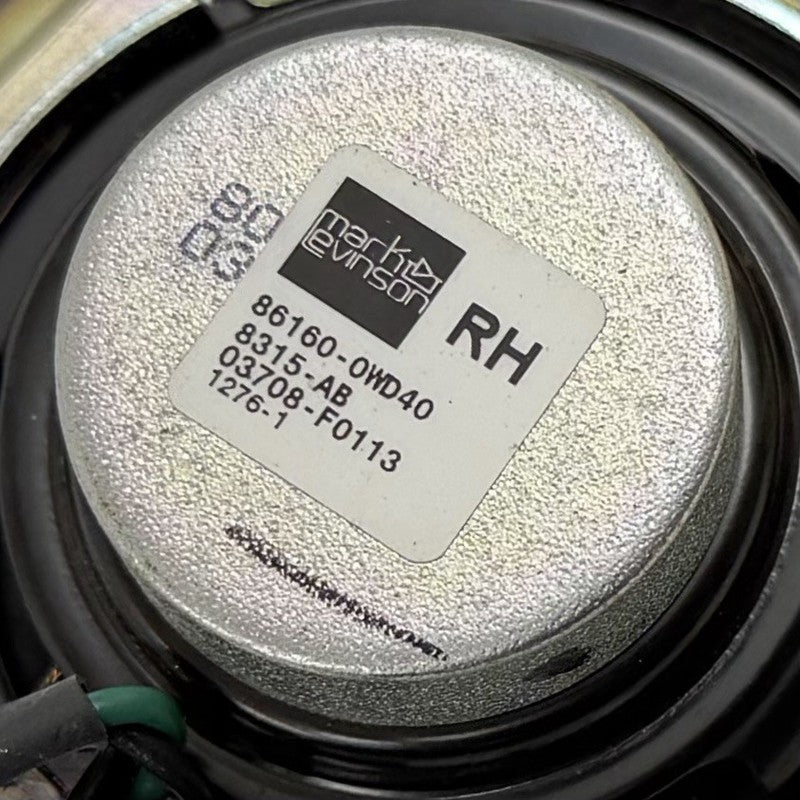 80
03
mark
Levinson
RH
86160-0WD40
8315-AB
03708-F0113
1276-1